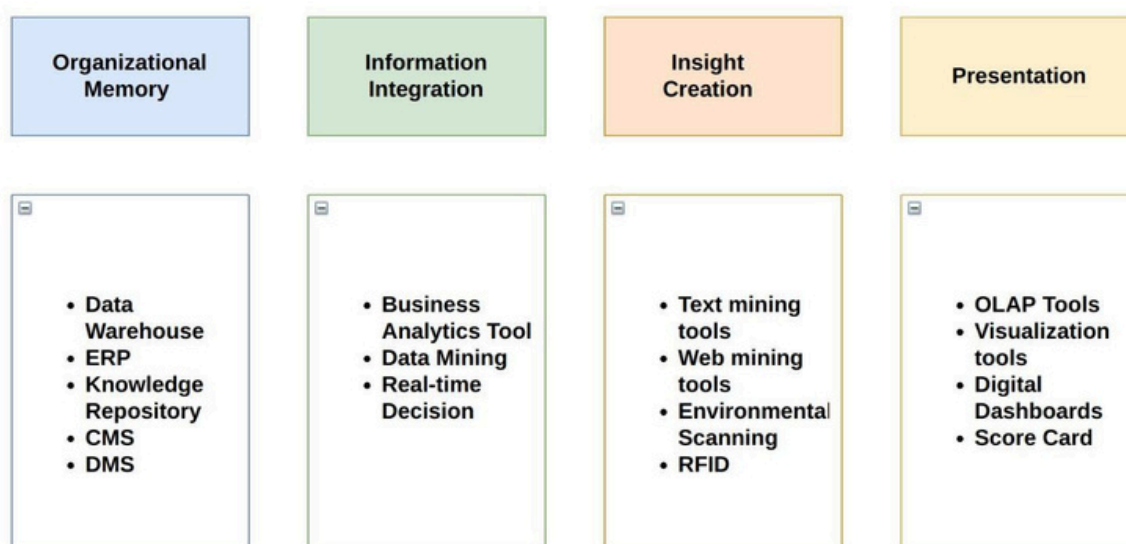 Organizational
Memory
Information
Integration
Insight
Creation
Presentation
• Data
Warehouse
• ERP
• Knowledge
Repository
• CMS
• DMS
• Business
Analytics Tool
• Data Mining
• Real-time
Decision
• Text mining
tools
• Web mining
tools
• Environmental
Scanning
• RFID
• OLAP Tools
• Visualization
tools
• Digital
Dashboards
• Score Card